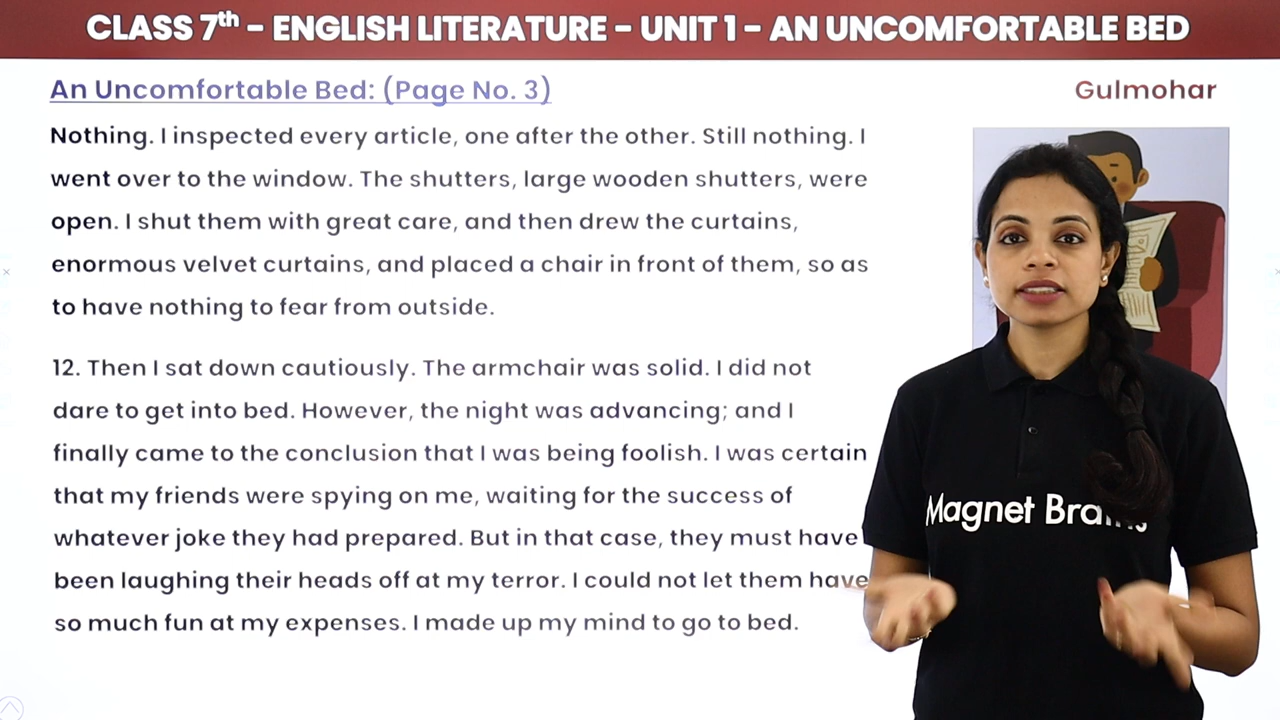 CLASS 7th - ENGLISH LITERATURE - UNIT 1 - AN UNCOMFORTABLE BED
An Uncomfortable Bed: (Page No. 3)
Gulmohar
Nothing. I inspected every article, one after the other. Still nothing. I
went over to the window. The shutters, large wooden shutters, were
open. I shut them with great care, and then drew the curtains,
enormous velvet curtains, and placed a chair in front of them, so as
to have nothing to fear from outside.
12. Then I sat down cautiously. The armchair was solid. I did not
dare to get into bed. However, the night was advancing; and I
finally came to the conclusion that I was being foolish. I was certain
that my friends were spying on me, waiting for the success of
whatever joke they had prepared. But in that case, they must have
been laughing their heads off at my terror. I could not let them have
so much fun at my expenses. I made up my mind to go to bed.
Magnet Brains